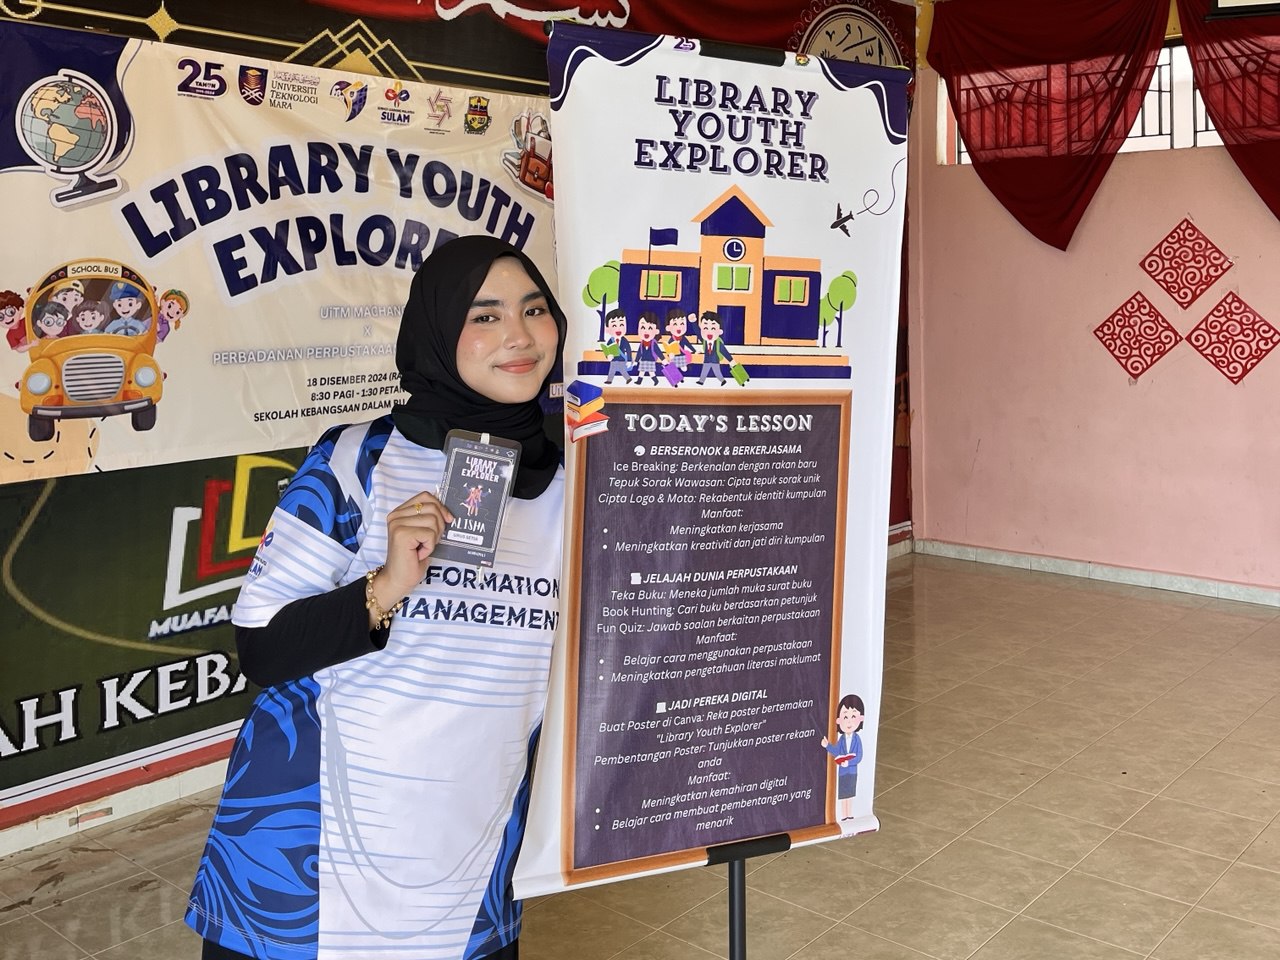 25
TAHUN
UNIVERSITI
TEKNOLOGI
MARA
SULAM
LIBRARY YOUTH
SCHOOL BUS
UiTM
X
PERBADANAN
18 DISEMBER 2024
8:30 PAGI - 1:30
SEKOLAH KEBANGSAAN DALAM
25
LIBRARY
YOUTH
EXPLORER
TODAY'S LESSON
BERSERONOK & BERKERJASAMA
Ice Breaking: Berkenalan dengan rakan baru
Tepuk Sorak Wawasan: Cipta tepuk sorak unik
Cipta Logo & Moto: Rekabentuk identiti kumpulan
Manfaat:
• Meningkatkan kerjasama
• Meningkatkan kreativiti dan jati diri kumpulan
JELAJAH DUNIA PERPUSTAKAAN
Teka Buku: Meneka jumlah muka surat buku
Book Hunting: Cari buku berdasarkan petunjuk
Fun Quiz: Jawab soalan berkaitan perpustakaan
Manfaat:
• Belajar cara menggunakan perpustakaan
• Meningkatkan pengetahuan literasi maklumat
JADI PEREKA DIGITAL
Buat Poster di Canva: Reka poster bertemakan
"Library Youth Explorer"
Pembentangan Poster: Tunjukkan poster rekaan
anda
Manfaat:
• Meningkatkan kemahiran digital
• Belajar cara membuat pembentangan yang
menarik
LIBRARY
YOUTH
EXPLORER
ALISHA
NFORMATION
MANAGEMENT
MUAFA
AH KEBA